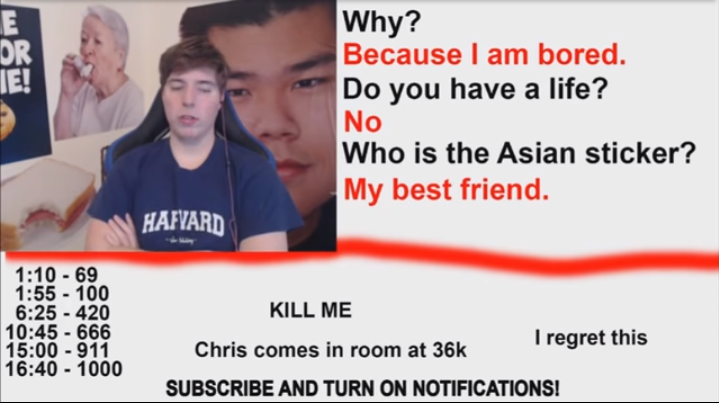 E
OR
IE!
Why?
Because I am bored.
Do you have a life?
No
Who is the Asian sticker?
My best friend.
HARVARD
1:10 - 69
1:55 - 100
6:25 - 420
10:45 - 666
15:00 - 911
16:40 - 1000
KILL ME
Chris comes in room at 36k
I regret this
SUBSCRIBE AND TURN ON NOTIFICATIONS!